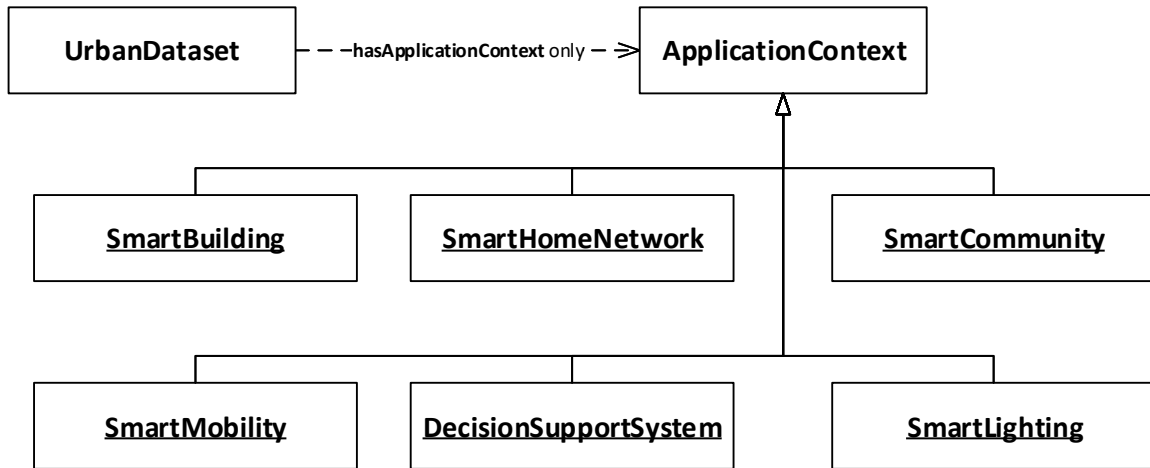 UrbanDataset
hasApplicationContext only
ApplicationContext
SmartBuilding
SmartHomeNetwork
SmartCommunity
SmartMobility
DecisionSupportSystem
SmartLighting